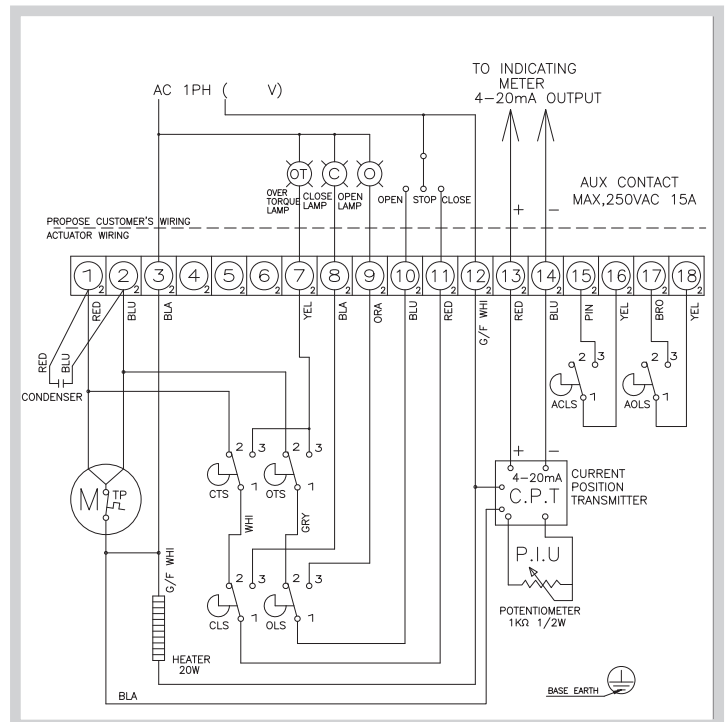 TO INDICATING
METER
4-20mA OUTPUT
AC 1PH ( V)
OT C O
OVER
TORQUE
LAMP
CLOSE
LAMP
OPEN
LAMP
OPEN STOP CLOSE
AUX CONTACT
MAX,250VAC 15A
+ -
PROPOSE CUSTOMER'S WIRING
ACTUATOR WIRING
1 2 3 4 5 6 7 8 9 10 11 12 13 14 15 16 17 18
2 2 2 2 2 2 2 2 2 2 2 2 2 2 2 2 2 2
RED BLU BLA YEL BLA ORA BLU RED G/F WHI RED BLU PIN YEL BRO YEL
RED BLU
CONDENSER
2 3 2 3
1 1
ACLS AOLS
2 3 2 3
CTS 1 OTS 1
+ -
4-20mA
C.P.T
CURRENT
POSITION
TRANSMITTER
M TP
WHI GRY
G/F WHI
2 3 2 3
1 1
CLS OLS
P.I.U
POTENTIOMETER
1KΩ 1/2W
HEATER
20W
BLA
BASE EARTH